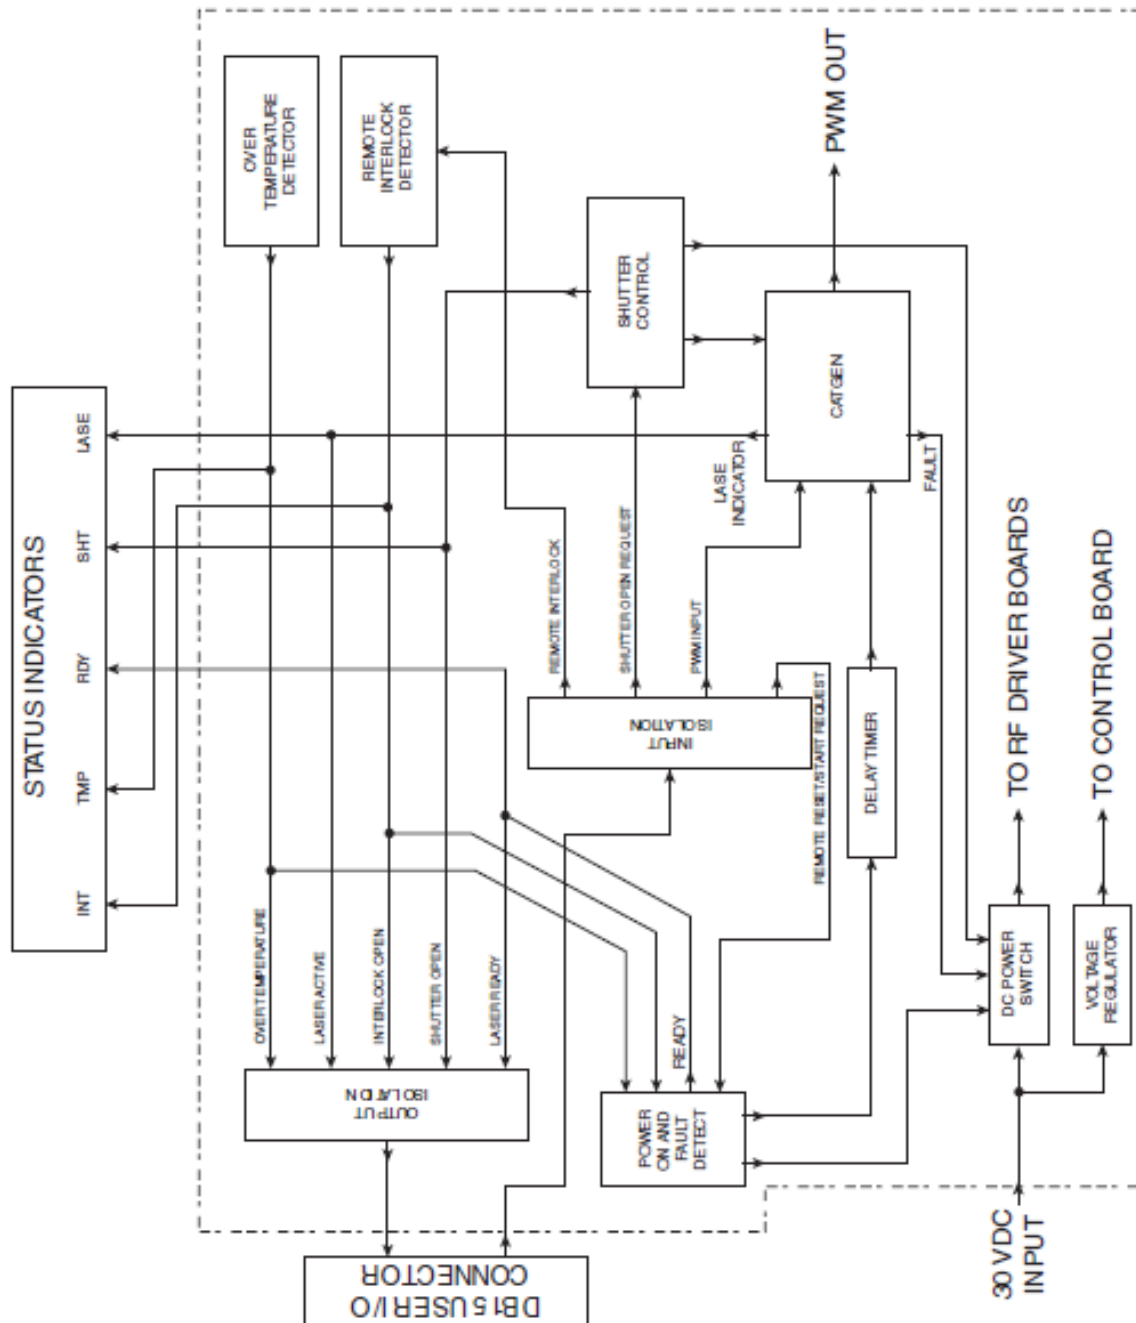 STATUS INDICATORS
INT
TMP
RDY
SHT
LASE
OVER
TEMPERATURE
DETECTOR
REMOTE
INTERLOCK
DETECTOR
OVER TEMPERATURE
LASER ACTIVE
INTERLOCK OPEN
SHUTTER OPEN
LASER READY
OUTPUT
ISOLATION
DB15 USER I/O
CONNECTOR
REMOTE INTERLOCK
SHUTTER OPEN REQUEST
PWM INPUT
REMOTE RESET/START REQUEST
INPUT
ISOLATION
SHUTTER
CONTROL
LASE
INDICATOR
CATGEN
PWM OUT
FAULT
POWER
ON AND
FAULT
DETECT
READY
DELAY TIMER
30 VDC
INPUT
DC POWER
SWITCH
TO RF DRIVER BOARDS
VOLTAGE
REGULATOR
TO CONTROL BOARD